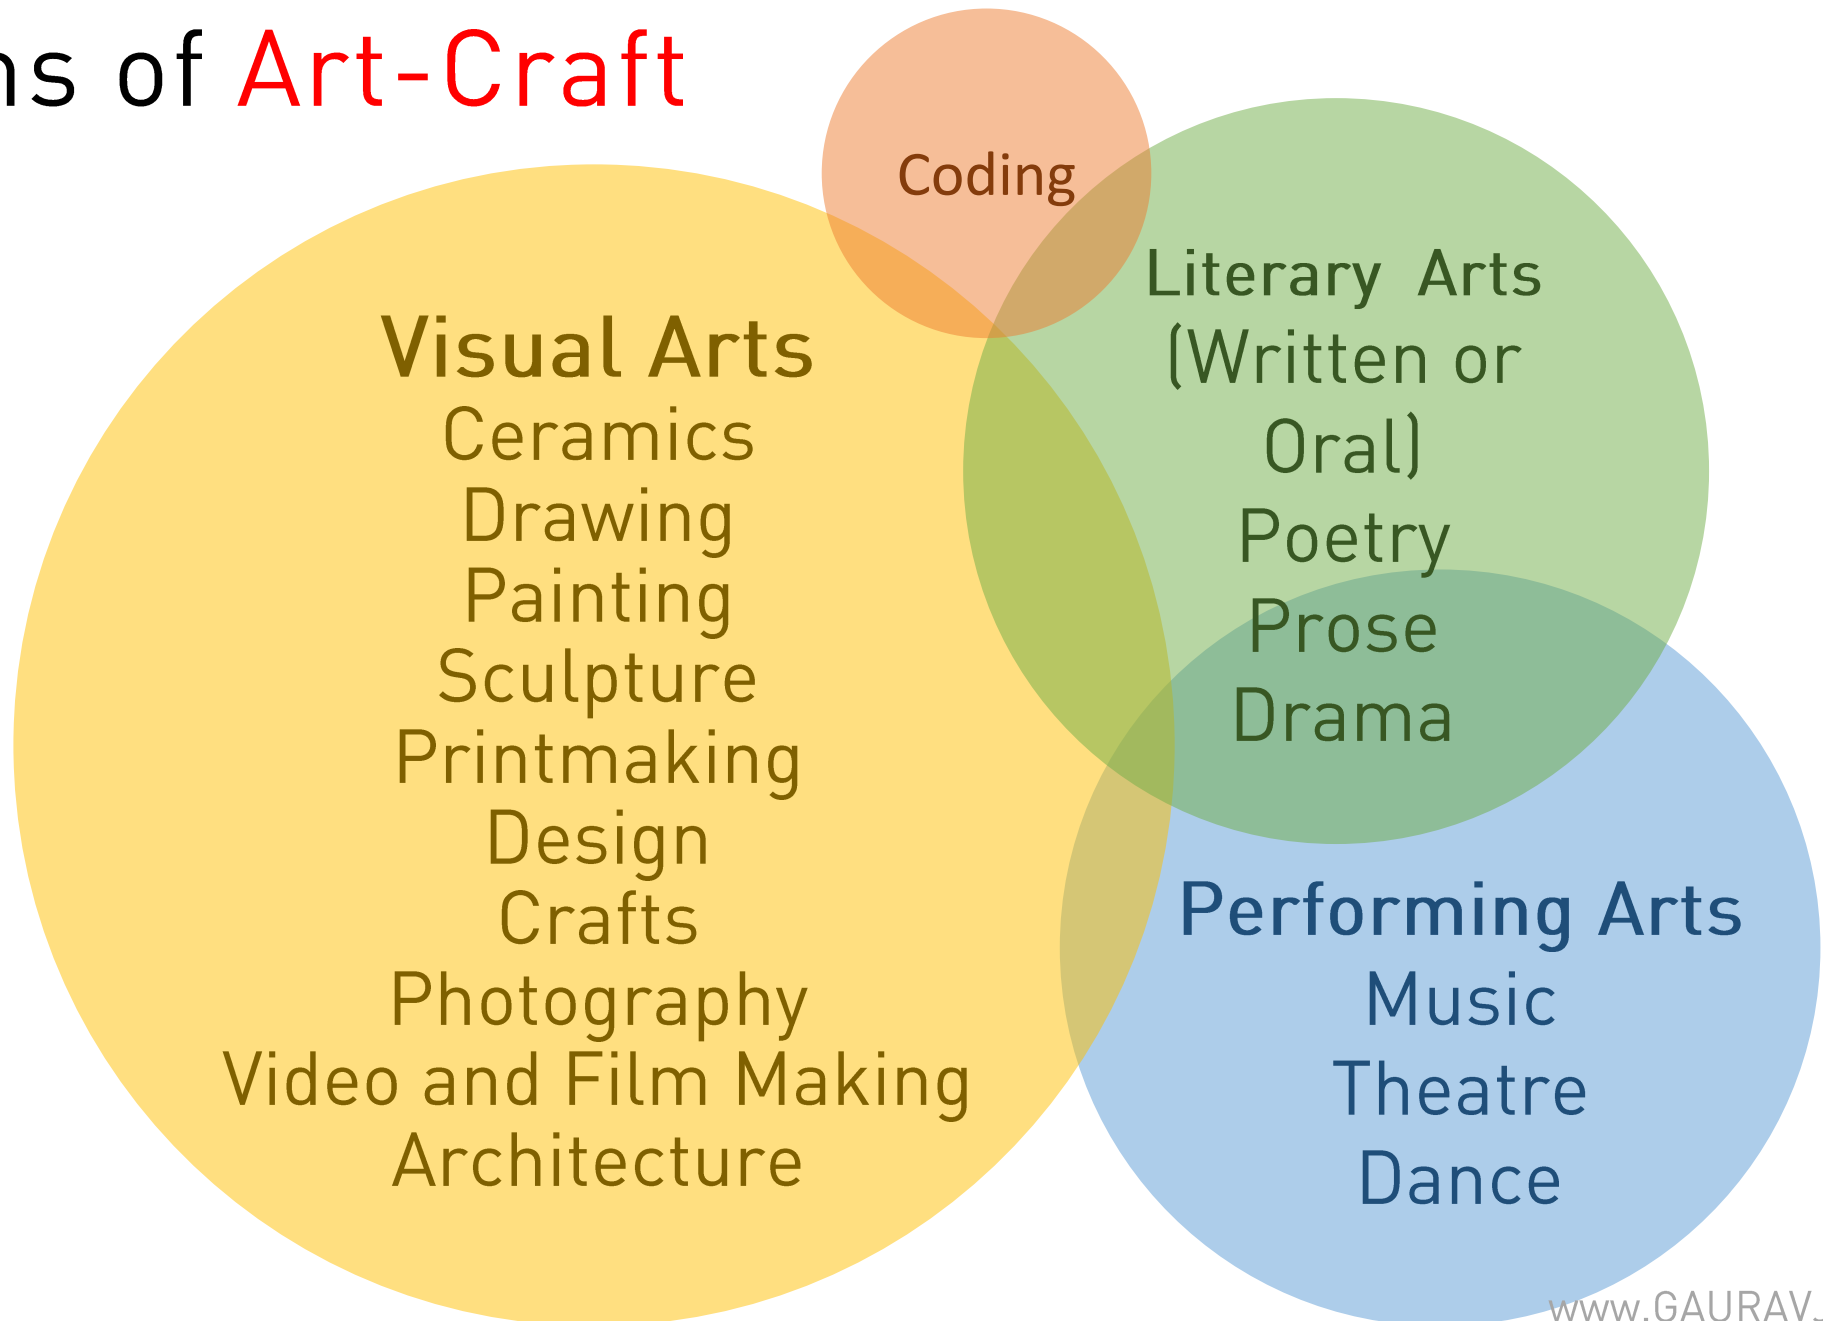 ns of Art-Craft
Coding
Visual Arts
Ceramics
Drawing
Painting
Sculpture
Printmaking
Design
Crafts
Photography
Video and Film Making
Architecture
Literary Arts
(Written or
Oral)
Poetry
Prose
Drama
Performing Arts
Music
Theatre
Dance
www.GAURAV